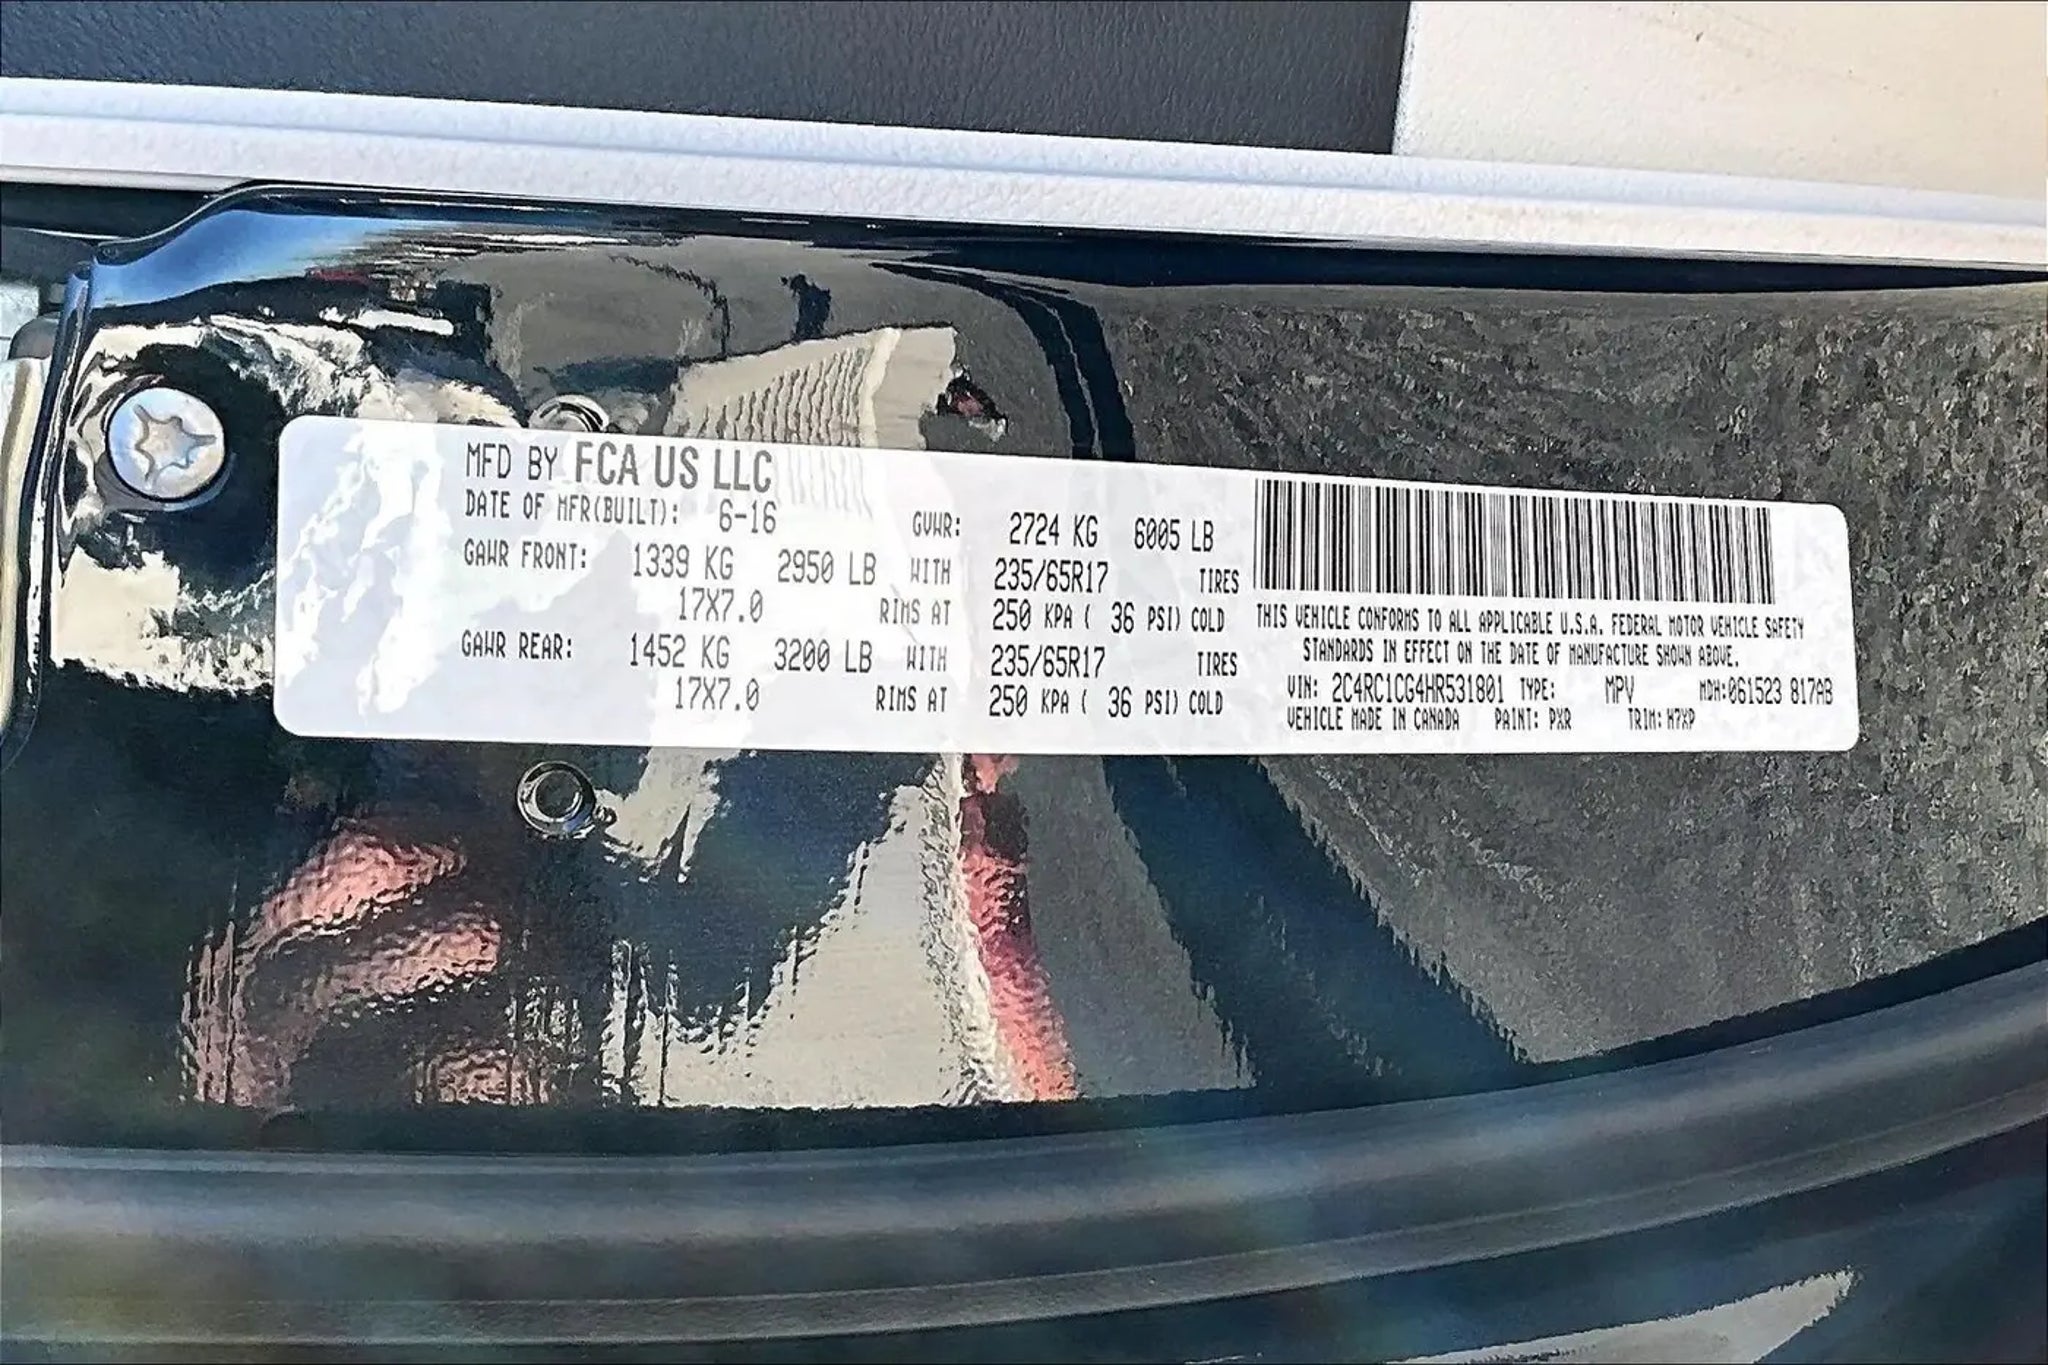 MFD BY FCA US LLC
DATE OF MFR(BUILT): 6-16 GVWR: 2724 KG 6005 LB
GAWR FRONT: 1339 KG 2950 LB WITH 235/65R17 TIRES
17X7.0 RIMS AT 250 KPA ( 36 PSI) COLD
GAWR REAR: 1452 KG 3200 LB WITH 235/65R17 TIRES
17X7.0 RIMS AT 250 KPA ( 36 PSI) COLD
THIS VEHICLE CONFORMS TO ALL APPLICABLE U.S.A. FEDERAL MOTOR VEHICLE SAFETY
STANDARDS IN EFFECT ON THE DATE OF MANUFACTURE SHOWN ABOVE.
VIN: 2C4RC1CG4HR531801 TYPE: MPV MDH:061523 817AB
VEHICLE MADE IN CANADA PAINT: PXR TRIM: